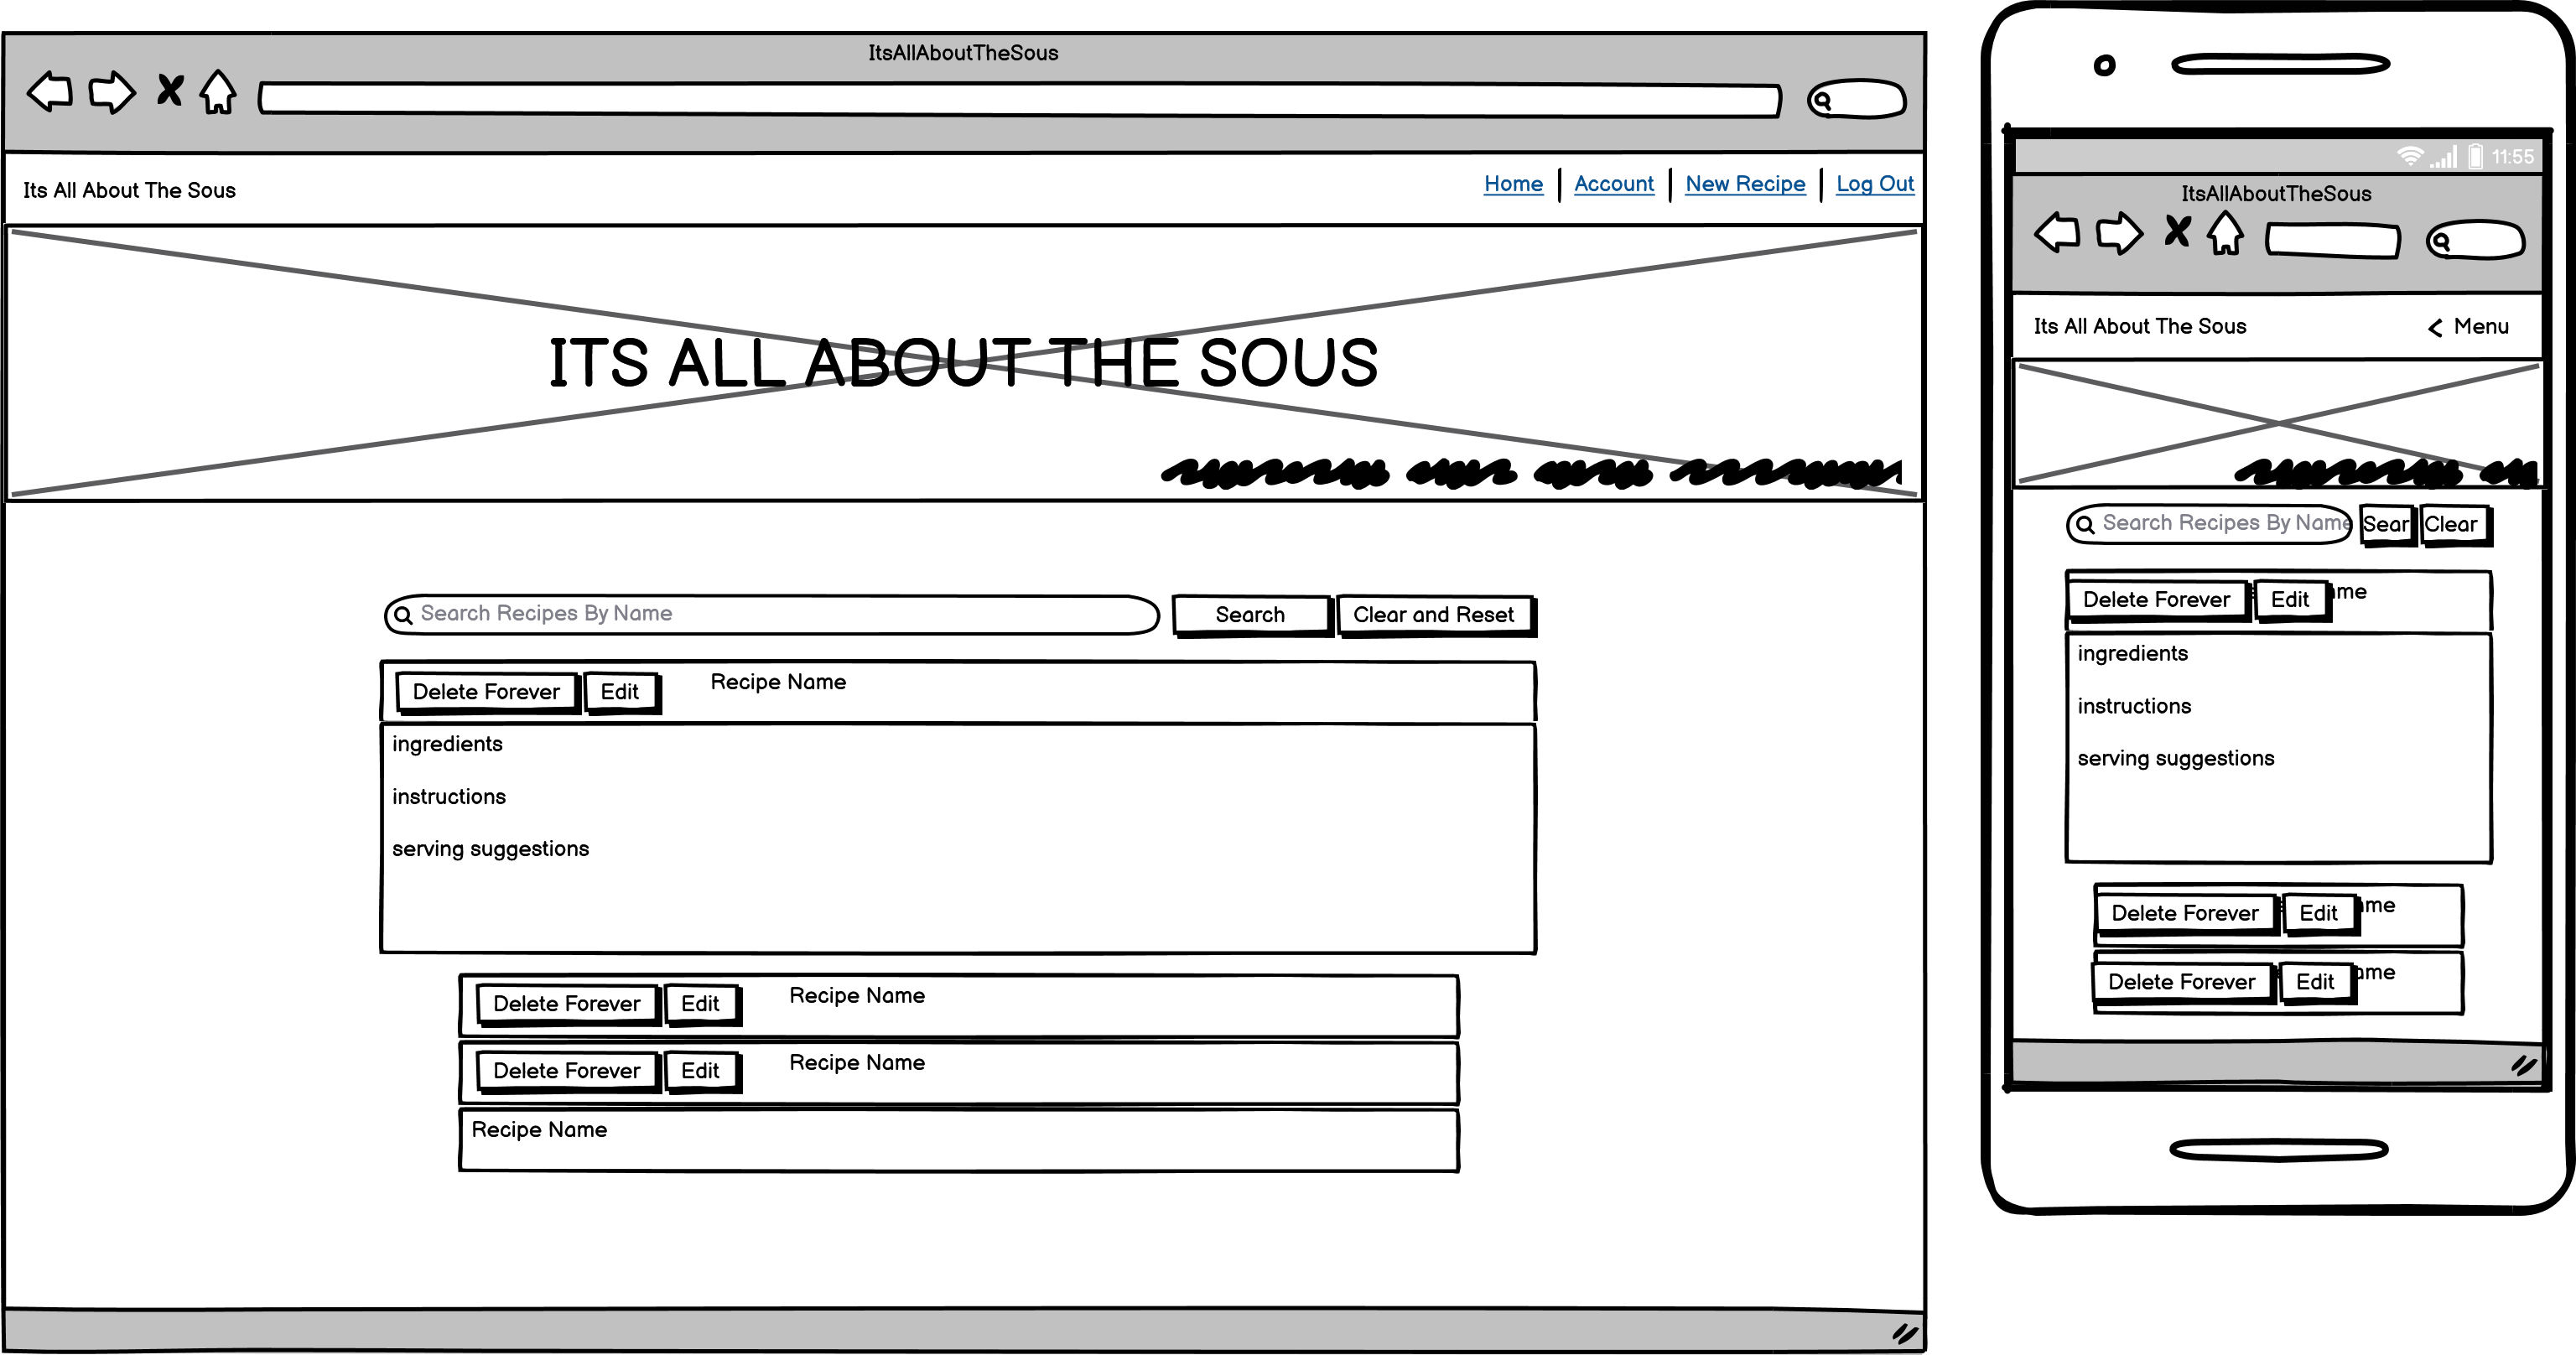 ItsAllAboutTheSous
Its All About The Sous
Home Account New Recipe Log Out
ITS ALL ABOUT THE SOUS
Search Recipes By Name Search Clear and Reset
Delete Forever Edit Recipe Name
ingredients
instructions
serving suggestions
Delete Forever Edit Recipe Name
Delete Forever Edit Recipe Name
Recipe Name
11:55
ItsAllAboutTheSous
Its All About The Sous Menu
Search Recipes By Name Sear Clear
Delete Forever Edit me
ingredients
instructions
serving suggestions
Delete Forever Edit me
Delete Forever Edit me